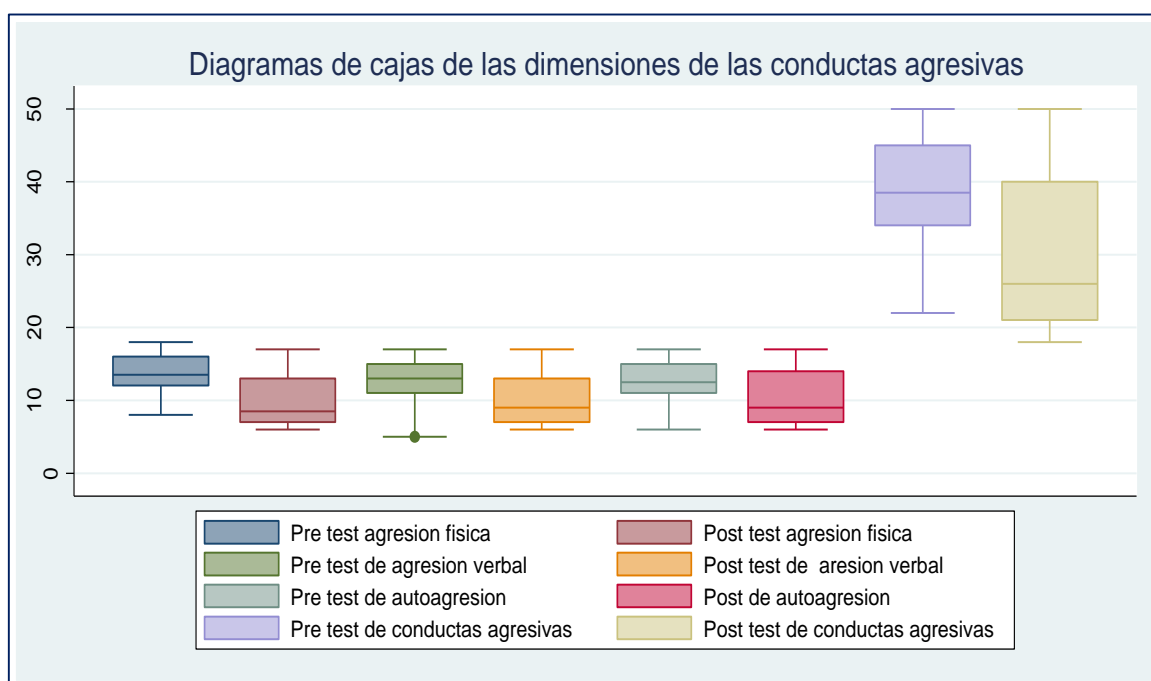 Diagramas de cajas de las dimensiones de las conductas agresivas
50
40
30
20
10
0
Pre test agresion fisica
Post test agresion fisica
Pre test de agresion verbal
Post test de aresion verbal
Pre test de autoagresion
Post de autoagresion
Pre test de conductas agresivas
Post test de conductas agresivas